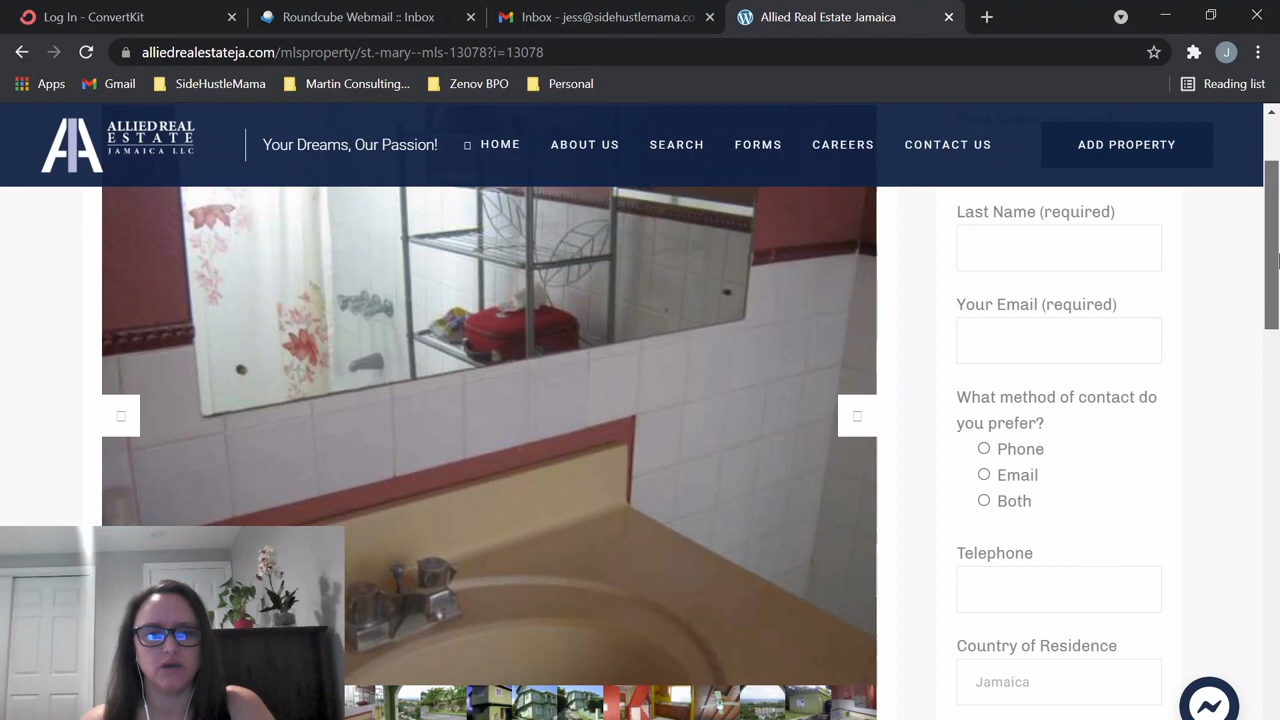 Log In - ConvertKit
Roundcube Webmail :: Inbox
Inbox - jess@sidehustlemama.co
Allied Real Estate Jamaica
alliedrealestateja.com/mlsproperty/st.-mary--mls-13078?i=13078
J
Apps
Gmail
SideHustleMama
Martin Consulting...
Zenov BPO
Personal
Reading list
ALLIED REAL
ESTATE
JAMAICA LLC
Your Dreams, Our Passion!
HOME
ABOUT US
SEARCH
FORMS
CAREERS
CONTACT US
ADD PROPERTY
Last Name (required)
Your Email (required)
What method of contact do
you prefer?
Phone
Email
Both
Telephone
Country of Residence
Jamaica